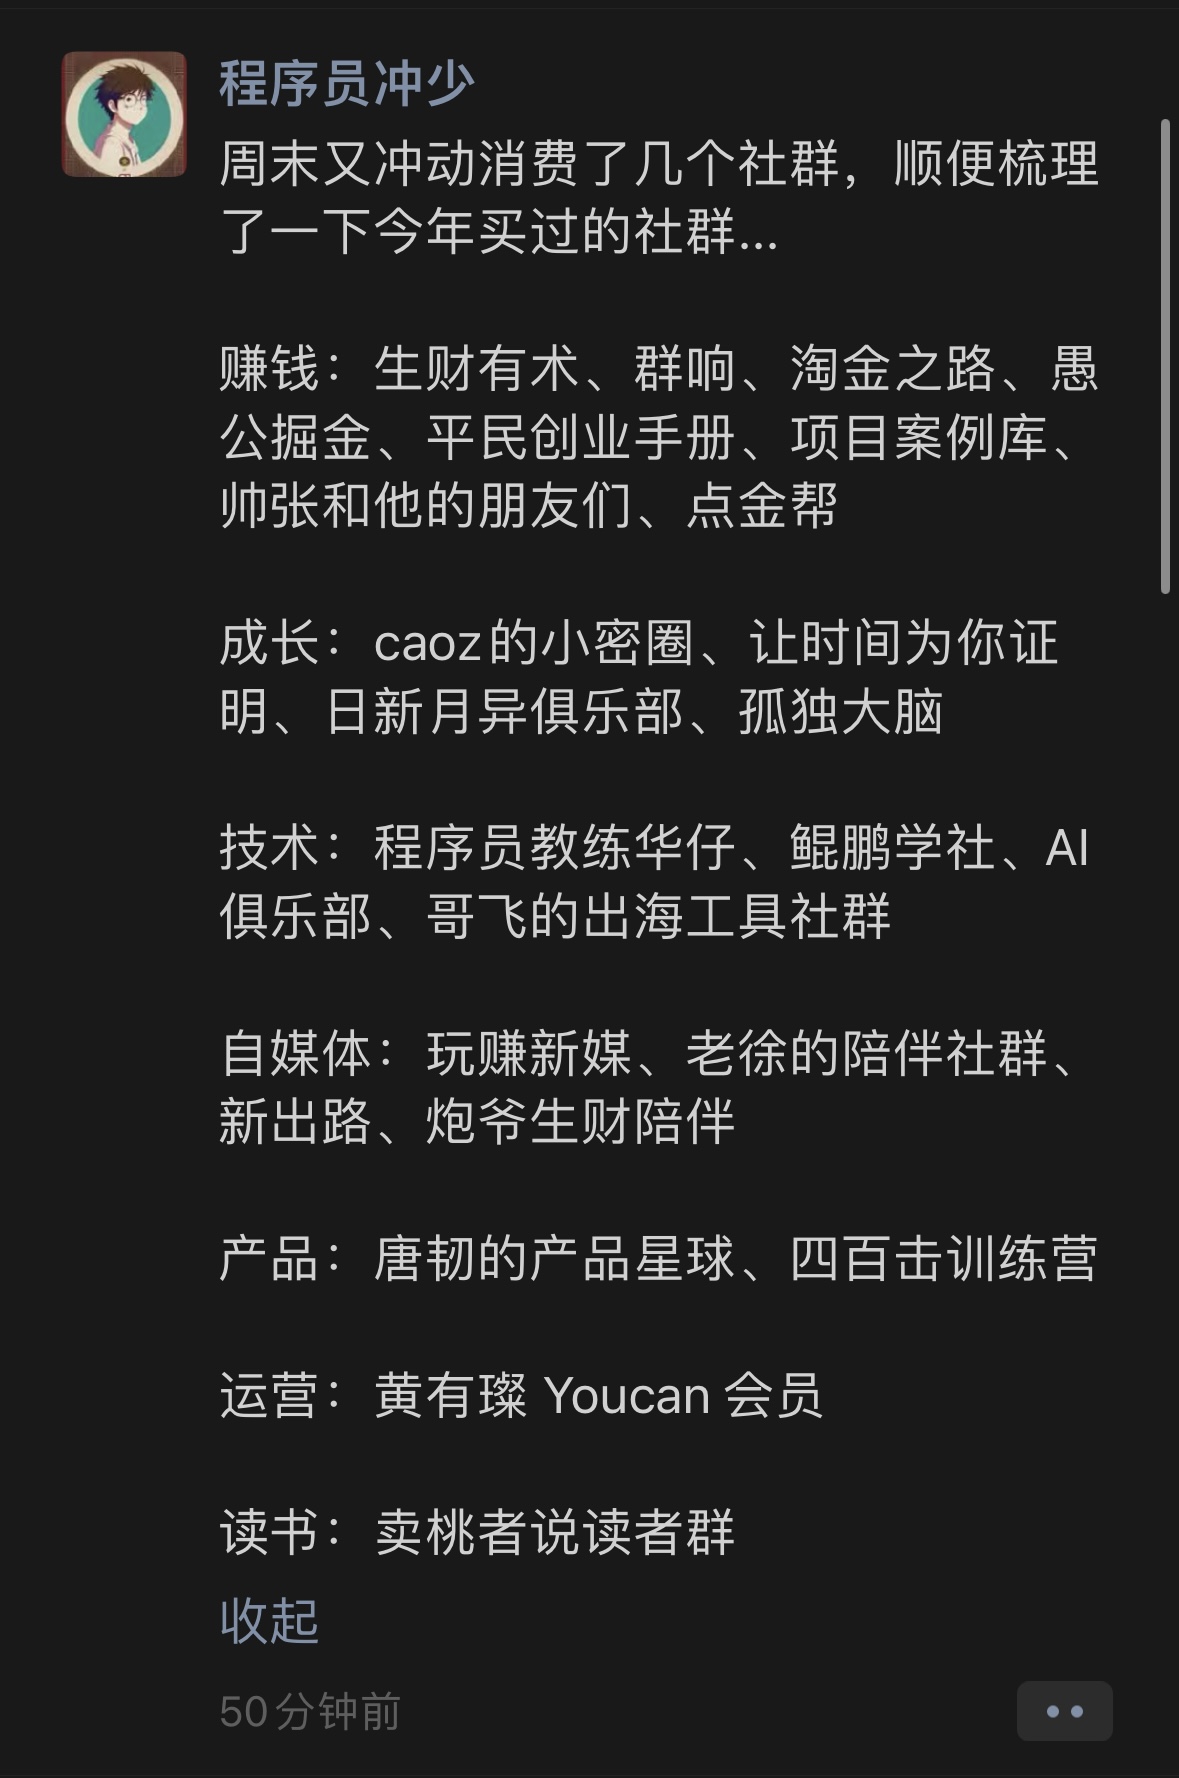 程序员冲少
周末又冲动消费了几个社群，顺便梳理
了一下今年买过的社群...
赚钱：生财有术、群响、淘金之路、愚
公掘金、平民创业手册、项目案例库、
帅张和他的朋友们、点金帮
成长：caoz的小密圈、让时间为你证
明、日新月异俱乐部、孤独大脑
技术：程序员教练华仔、鲲鹏学社、AI
俱乐部、哥飞的出海工具社群
自媒体：玩赚新媒、老徐的陪伴社群、
新出路、炮爷生财陪伴
产品：唐韧的产品星球、四百击训练营
运营：黄有璨 Youcan 会员
读书：卖桃者说读者群
收起
50分钟前